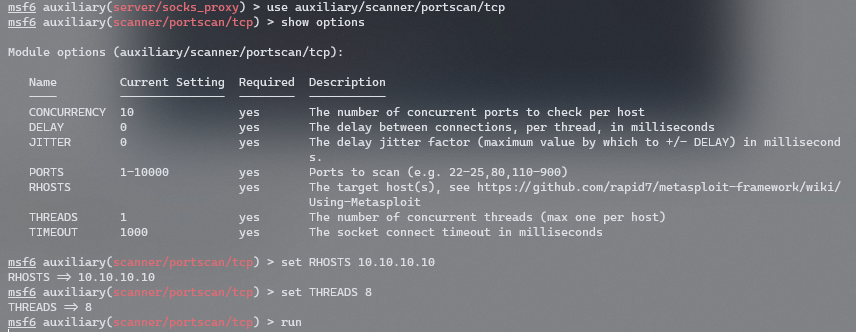 msf6 auxiliary(server/socks_proxy) > use auxiliary/scanner/portscan/tcp
msf6 auxiliary(scanner/portscan/tcp) > show options
Module options (auxiliary/scanner/portscan/tcp):
Name Current Setting Required Description
CONCURRENCY 10 yes The number of concurrent ports to check per host
DELAY 0 yes The delay between connections, per thread, in milliseconds
JITTER 0 yes The delay jitter factor (maximum value by which to +/- DELAY) in millisecond
s.
PORTS 1-10000 yes Ports to scan (e.g. 22-25,80,110-900)
RHOSTS yes The target host(s), see https://github.com/rapid7/metasploit-framework/wiki/
Using-Metasploit
THREADS 1 yes The number of concurrent threads (max one per host)
TIMEOUT 1000 yes The socket connect timeout in milliseconds
msf6 auxiliary(scanner/portscan/tcp) > set RHOSTS 10.10.10.10
RHOSTS => 10.10.10.10
msf6 auxiliary(scanner/portscan/tcp) > set THREADS 8
THREADS => 8
msf6 auxiliary(scanner/portscan/tcp) > run